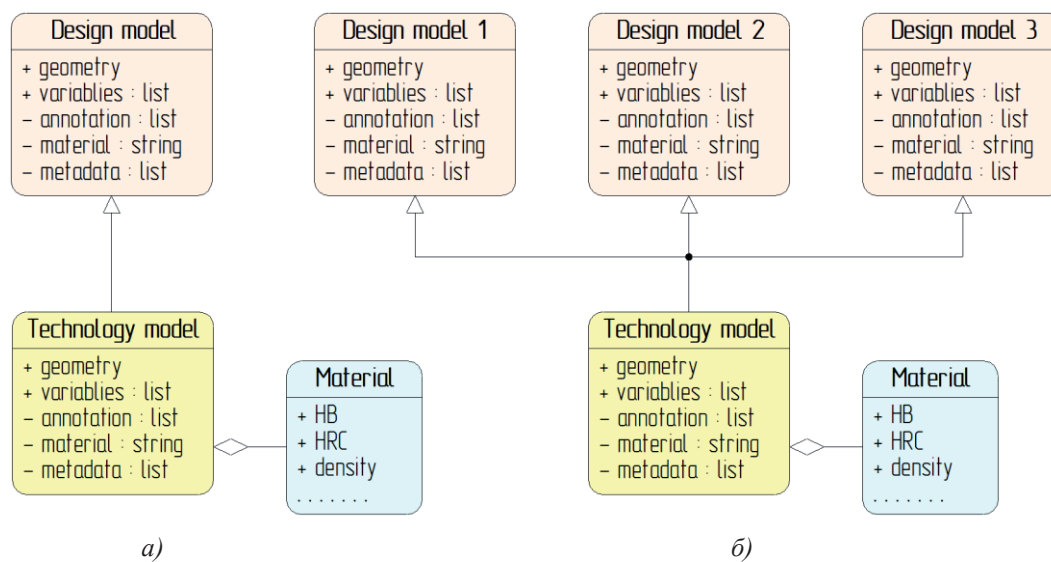 Design model
+ geometry
+ variablies : list
– annotation : list
– material : string
– metadata : list
Design model 1
+ geometry
+ variablies : list
– annotation : list
– material : string
– metadata : list
Design model 2
+ geometry
+ variablies : list
– annotation : list
– material : string
– metadata : list
Design model 3
+ geometry
+ variablies : list
– annotation : list
– material : string
– metadata : list
Technology model
+ geometry
+ variablies : list
– annotation : list
– material : string
– metadata : list
Material
+ HB
+ HRC
+ density
. . . . . . .
Technology model
+ geometry
+ variablies : list
– annotation : list
– material : string
– metadata : list
Material
+ HB
+ HRC
+ density
. . . . . . .
а)
б)